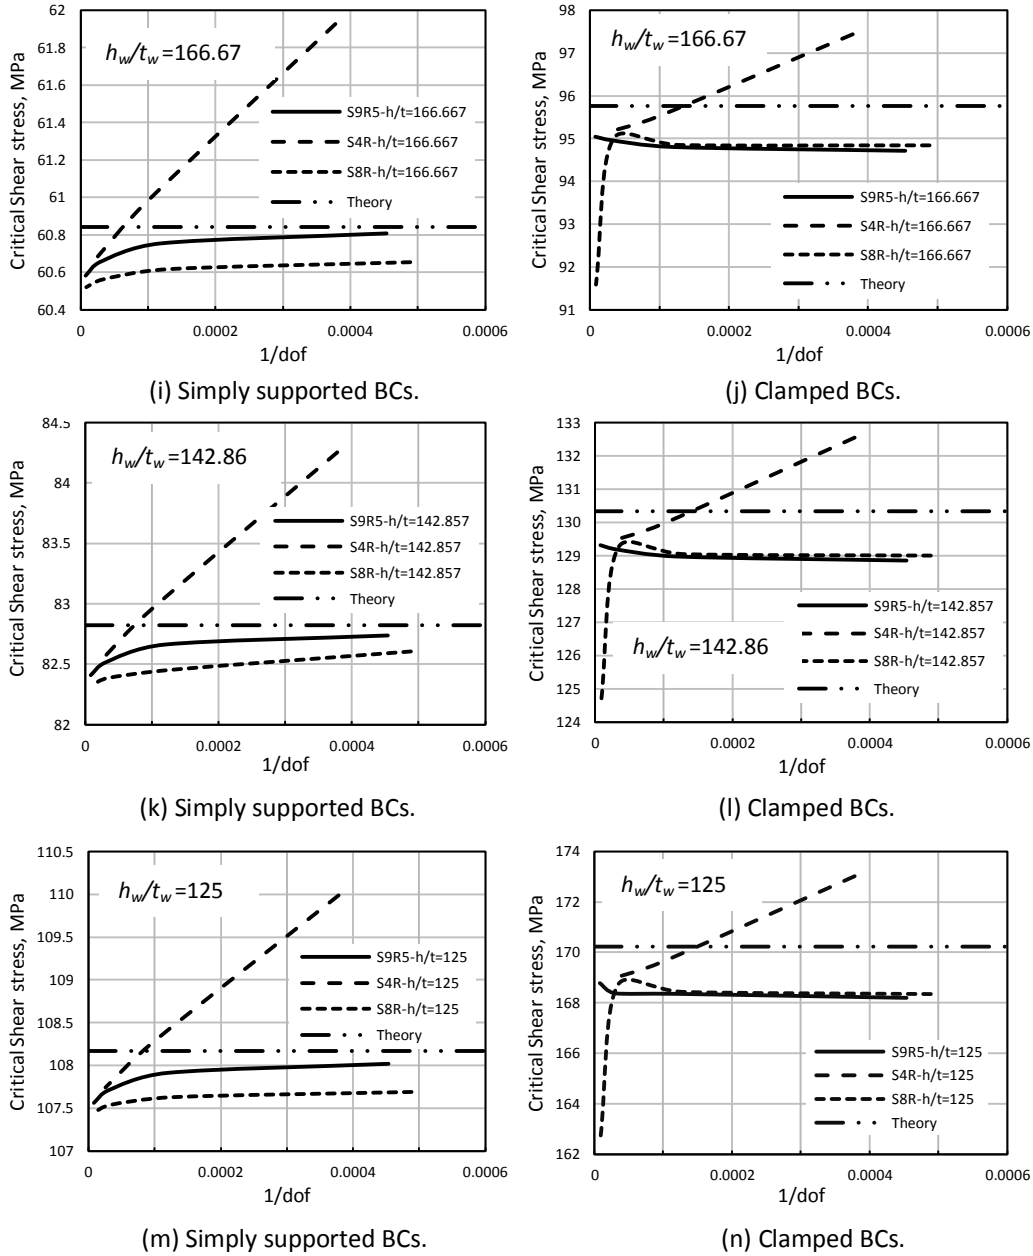 62
61.8
61.6
61.4
61.2
61
60.8
60.6
60.4
Critical Shear stress, MPa
h_w/t_w=166.67
S9R5-h/t=166.667
S4R-h/t=166.667
S8R-h/t=166.667
Theory
0 0.0002 0.0004 0.0006
1/dof
(i) Simply supported BCs.
98
97
96
95
94
93
92
91
Critical Shear stress, MPa
h_w/t_w=166.67
S9R5-h/t=166.667
S4R-h/t=166.667
S8R-h/t=166.667
Theory
0 0.0002 0.0004 0.0006
1/dof
(j) Clamped BCs.
84.5
84
83.5
83
82.5
82
Critical Shear stress, MPa
h_w/t_w=142.86
S9R5-h/t=142.857
S4R-h/t=142.857
S8R-h/t=142.857
Theory
0 0.0002 0.0004 0.0006
1/dof
(k) Simply supported BCs.
133
132
131
130
129
128
127
126
125
124
Critical Shear stress, MPa
S9R5-h/t=142.857
S4R-h/t=142.857
h_w/t_w=142.86
S8R-h/t=142.857
Theory
0 0.0002 0.0004 0.0006
1/dof
(l) Clamped BCs.
110.5
110
109.5
109
108.5
108
107.5
107
Critical Shear stress, MPa
h_w/t_w=125
S9R5-h/t=125
S4R-h/t=125
S8R-h/t=125
Theory
0 0.0002 0.0004 0.0006
1/dof
(m) Simply supported BCs.
174
172
170
168
166
164
162
Critical Shear stress, MPa
h_w/t_w=125
S9R5-h/t=125
S4R-h/t=125
S8R-h/t=125
Theory
0 0.0002 0.0004 0.0006
1/dof
(n) Clamped BCs.